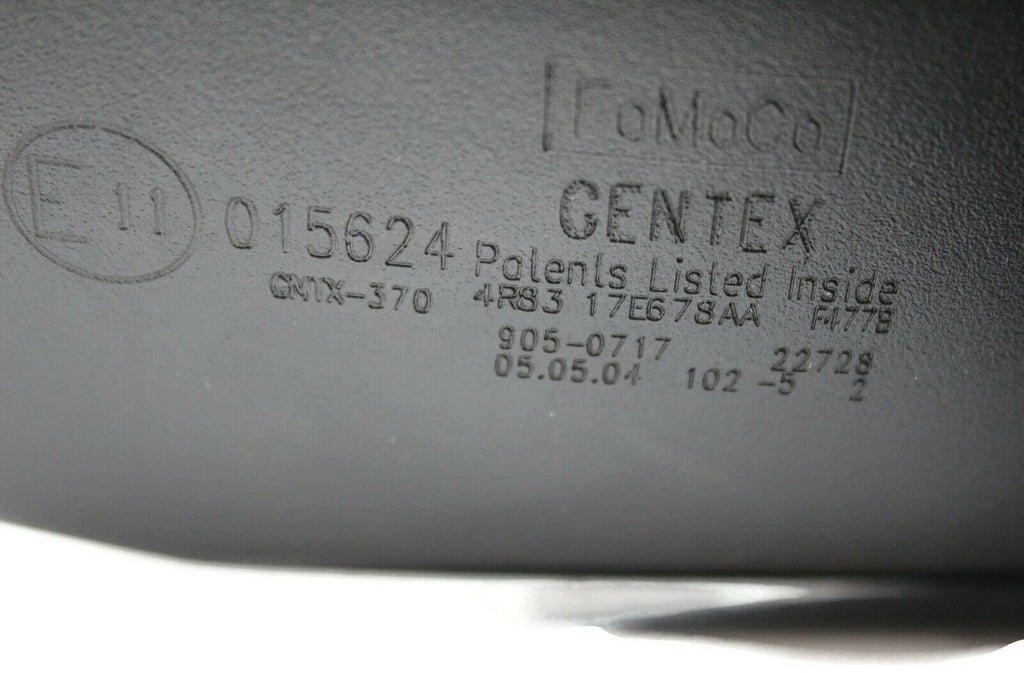 FoMoCo
GENTEX
E 11 015624 Patents Listed Inside
GNTX-370 4R83 17E678AA F477B
905-0717 22728
05.05.04 102 -5 2